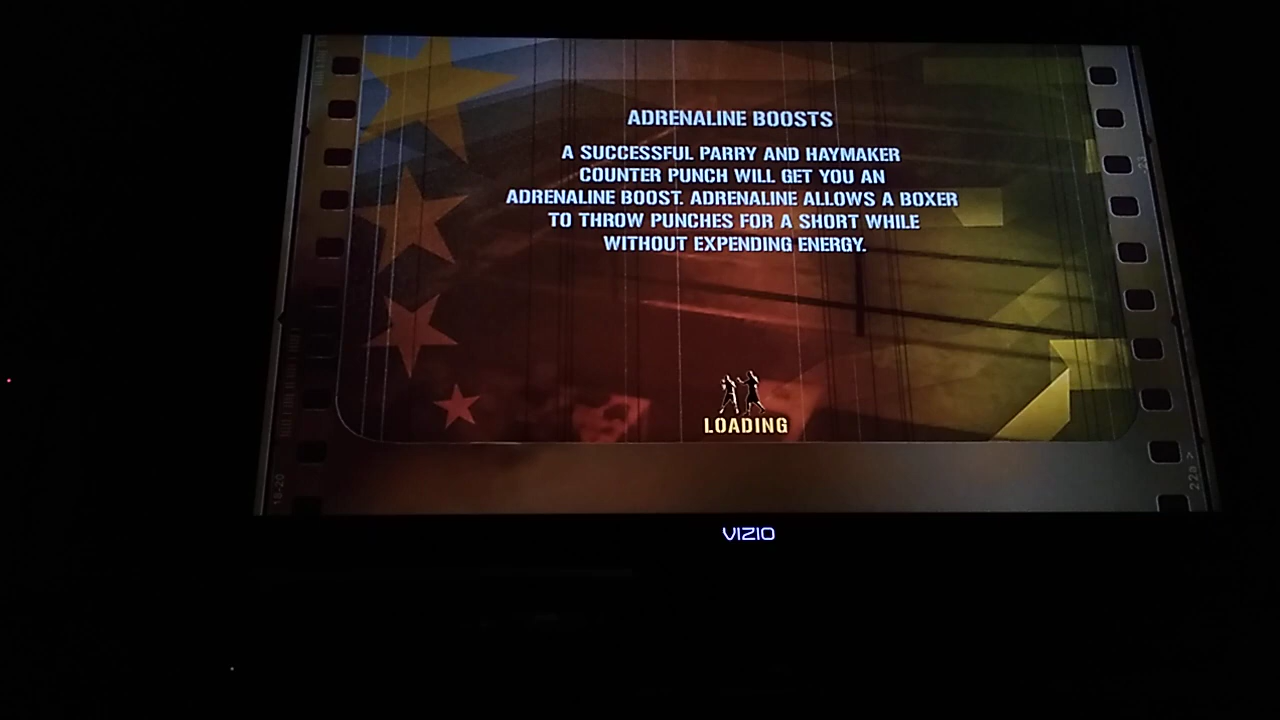 ADRENALINE BOOSTS
A SUCCESSFUL PARRY AND HAYMAKER
COUNTER PUNCH WILL GET YOU AN
ADRENALINE BOOST. ADRENALINE ALLOWS A BOXER
TO THROW PUNCHES FOR A SHORT WHILE
WITHOUT EXPENDING ENERGY.
LOADING
22a >
VIZIO